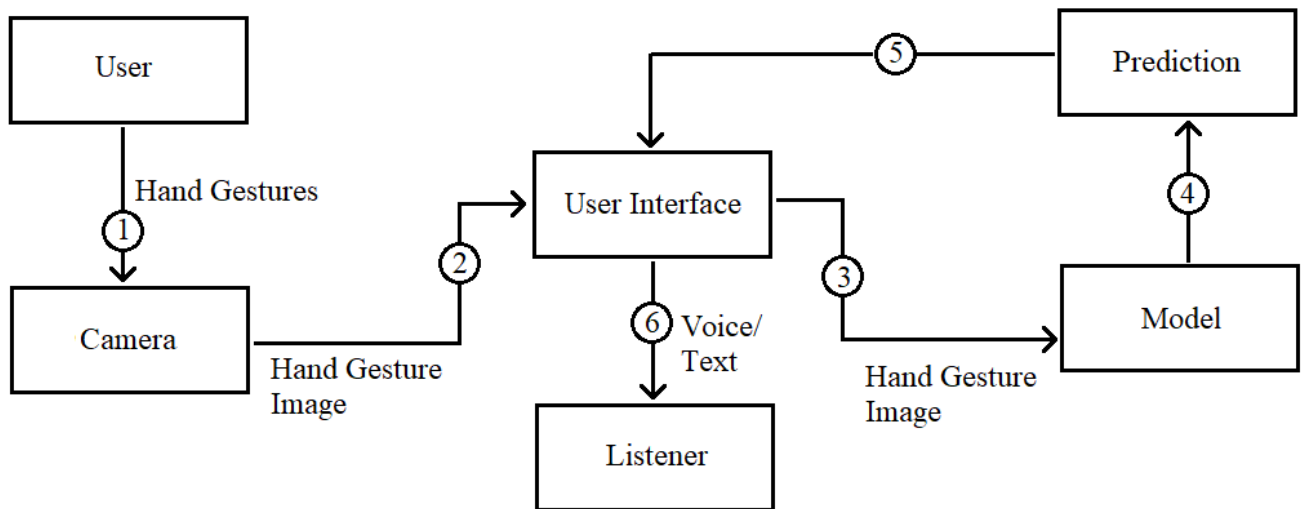 User
5
Prediction
Hand Gestures
1
User Interface
4
2
3
Camera
6
Voice/
Text
Model
Hand Gesture
Image
Hand Gesture
Image
Listener